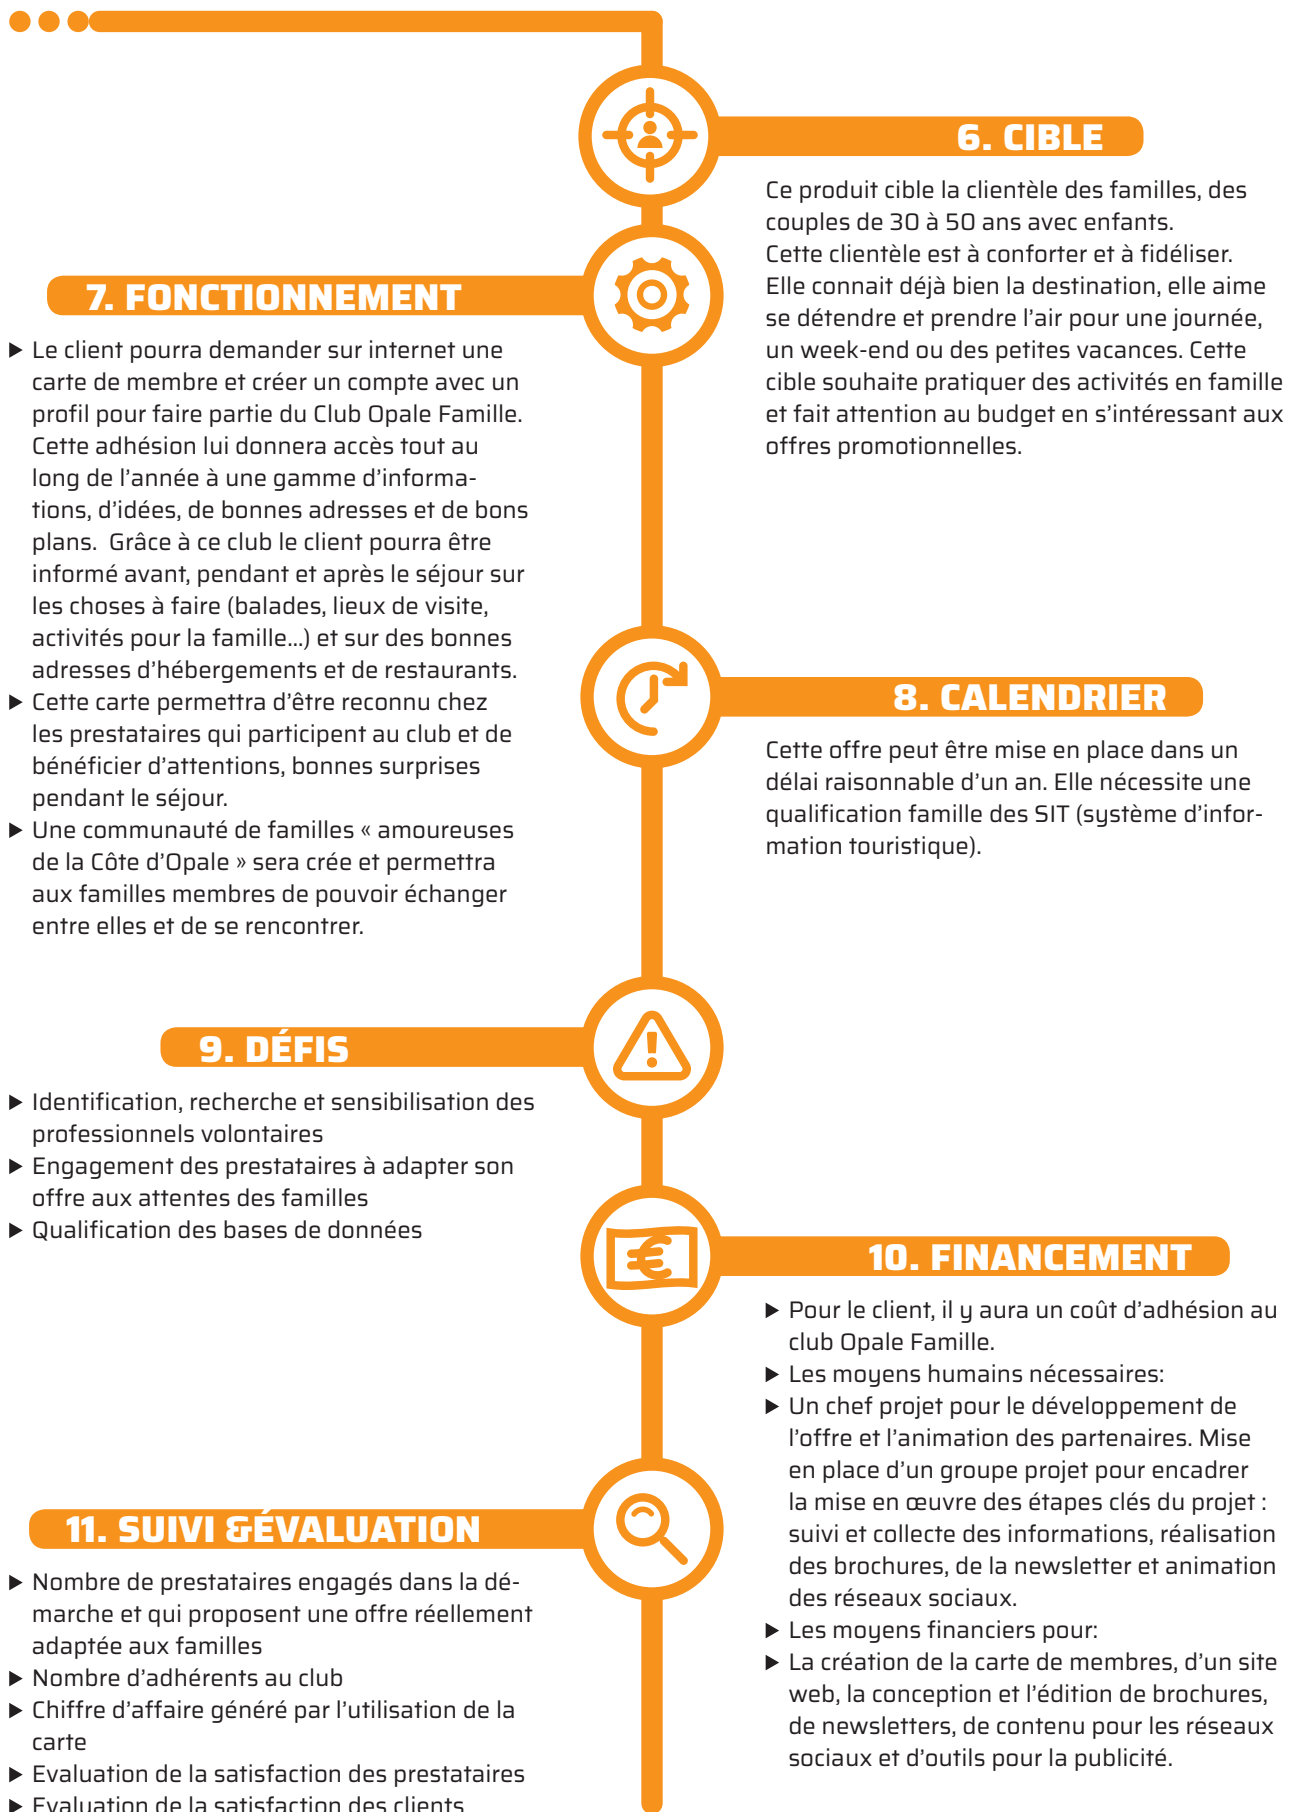 6. CIBLE
Ce produit cible la clientèle des familles, des
couples de 30 à 50 ans avec enfants.
Cette clientèle est à conforter et à fidéliser.
Elle connait déjà bien la destination, elle aime
se détendre et prendre l’air pour une journée,
un week-end ou des petites vacances. Cette
cible souhaite pratiquer des activités en famille
et fait attention au budget en s’intéressant aux
offres promotionnelles.
7. FONCTIONNEMENT
▶ Le client pourra demander sur internet une
carte de membre et créer un compte avec un
profil pour faire partie du Club Opale Famille.
Cette adhésion lui donnera accès tout au
long de l’année à une gamme d’informa-
tions, d’idées, de bonnes adresses et de bons
plans.  Grâce à ce club le client pourra être
informé avant, pendant et après le séjour sur
les choses à faire (balades, lieux de visite,
activités pour la famille...) et sur des bonnes
adresses d’hébergements et de restaurants.
▶ Cette carte permettra d’être reconnu chez
les prestataires qui participent au club et de
bénéficier d’attentions, bonnes surprises
pendant le séjour.
▶ Une communauté de familles « amoureuses
de la Côte d’Opale » sera crée et permettra
aux familles membres de pouvoir échanger
entre elles et de se rencontrer.
8. CALENDRIER
Cette offre peut être mise en place dans un
délai raisonnable d’un an. Elle nécessite une
qualification famille des SIT (système d’infor-
mation touristique).
9. DÉFIS
▶ Identification, recherche et sensibilisation des
professionnels volontaires
▶ Engagement des prestataires à adapter son
offre aux attentes des familles
▶ Qualification des bases de données
10. FINANCEMENT
▶ Pour le client, il y aura un coût d’adhésion au
club Opale Famille.
▶ Les moyens humains nécessaires:
▶ Un chef projet pour le développement de
l’offre et l’animation des partenaires. Mise
en place d’un groupe projet pour encadrer
la mise en œuvre des étapes clés du projet :
suivi et collecte des informations, réalisation
des brochures, de la newsletter et animation
des réseaux sociaux.
▶ Les moyens financiers pour:
▶ La création de la carte de membres, d’un site
web, la conception et l’édition de brochures,
de newsletters, de contenu pour les réseaux
sociaux et d’outils pour la publicité.
11. SUIVI &ÉVALUATION
▶ Nombre de prestataires engagés dans la dé-
marche et qui proposent une offre réellement
adaptée aux familles
▶ Nombre d’adhérents au club
▶ Chiffre d’affaire généré par l’utilisation de la
carte
▶ Evaluation de la satisfaction des prestataires
▶ Evaluation de la satisfaction des clients